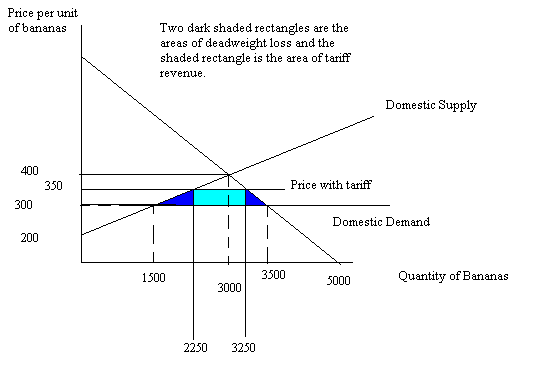 Price per unit
of bananas
Two dark shaded rectangles are the
areas of deadweight loss and the
shaded rectangle is the area of tariff
revenue.
Domestic Supply
400
350
Price with tariff
300
Domestic Demand
200
1500
3000
3500
5000
Quantity of Bananas
2250
3250